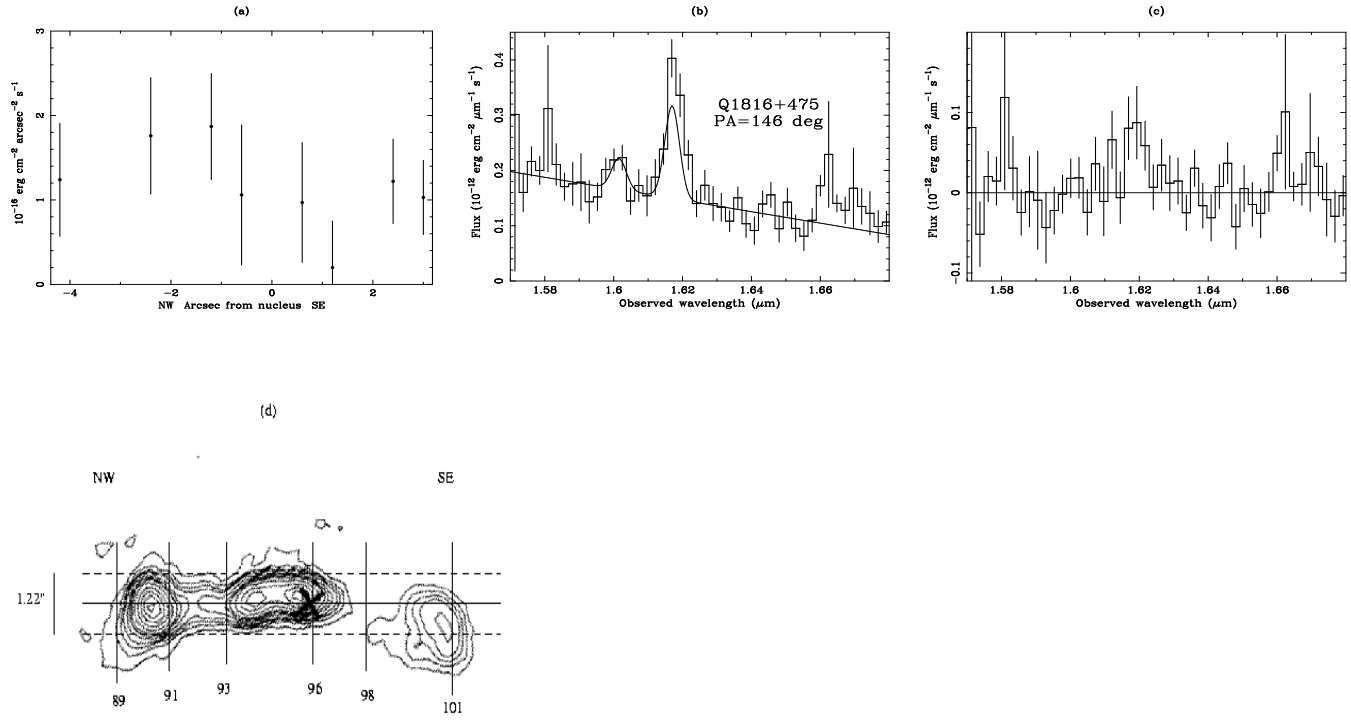 (a)
3
2
1
0
10⁻¹⁶ erg cm⁻² arcsec⁻² s⁻¹
−4
−2
0
2
NW Arcsec from nucleus SE
(b)
0.4
0.3
0.2
0.1
0
Flux (10⁻¹² erg cm⁻² μm⁻¹ s⁻¹)
Q1816+475
PA=146 deg
1.58
1.6
1.62
1.64
1.66
Observed wavelength (μm)
(c)
0.1
0
−0.1
Flux (10⁻¹² erg cm⁻² μm⁻¹ s⁻¹)
1.58
1.6
1.62
1.64
1.66
Observed wavelength (μm)
(d)
NW
SE
1.22"
X
89
91
93
96
98
101